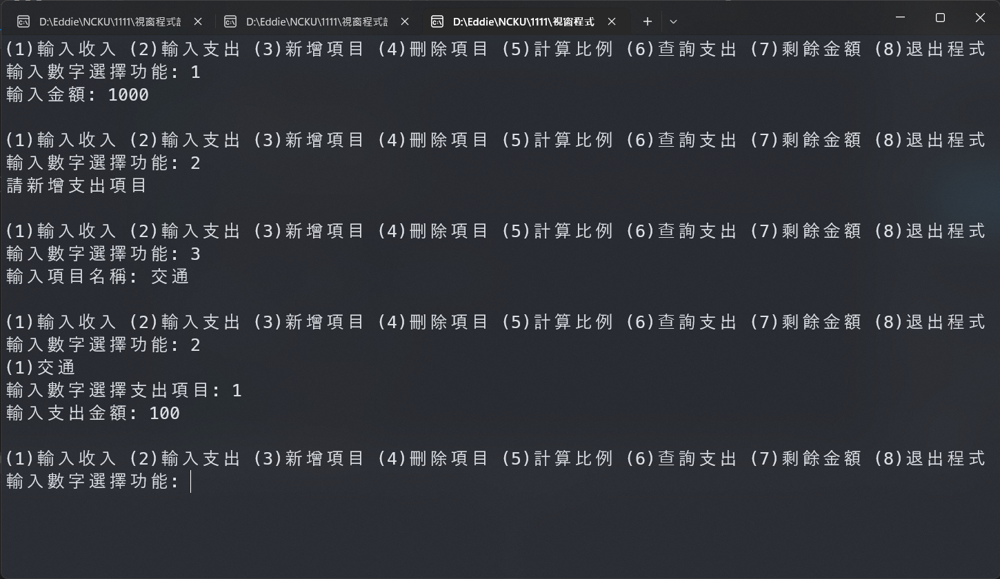 D:\Eddie\NCKU\1111\視窗程式 D:\Eddie\NCKU\1111\視窗程式 D:\Eddie\NCKU\1111\視窗程式
(1)輸入收入 (2)輸入支出 (3)新增項目 (4)刪除項目 (5)計算比例 (6)查詢支出 (7)剩餘金額 (8)退出程式
輸入數字選擇功能: 1
輸入金額: 1000
(1)輸入收入 (2)輸入支出 (3)新增項目 (4)刪除項目 (5)計算比例 (6)查詢支出 (7)剩餘金額 (8)退出程式
輸入數字選擇功能: 2
請新增支出項目
(1)輸入收入 (2)輸入支出 (3)新增項目 (4)刪除項目 (5)計算比例 (6)查詢支出 (7)剩餘金額 (8)退出程式
輸入數字選擇功能: 3
輸入項目名稱: 交通
(1)輸入收入 (2)輸入支出 (3)新增項目 (4)刪除項目 (5)計算比例 (6)查詢支出 (7)剩餘金額 (8)退出程式
輸入數字選擇功能: 2
(1)交通
輸入數字選擇支出項目: 1
輸入支出金額: 100
(1)輸入收入 (2)輸入支出 (3)新增項目 (4)刪除項目 (5)計算比例 (6)查詢支出 (7)剩餘金額 (8)退出程式
輸入數字選擇功能: